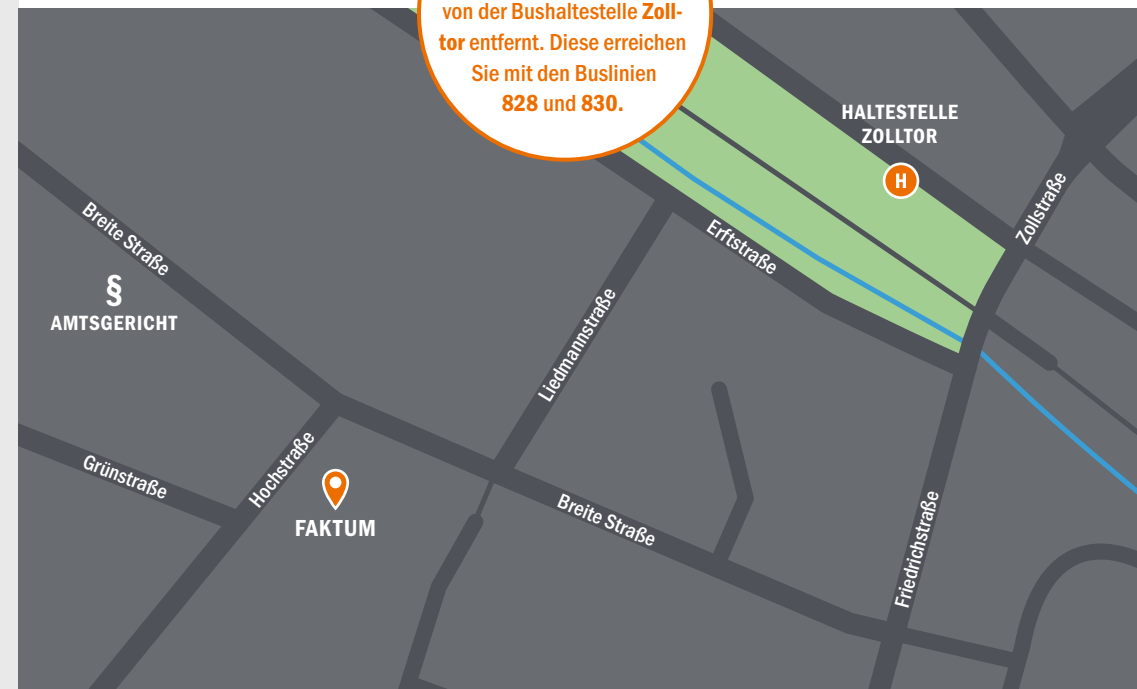 von der Bushaltestelle Zoll-
tor entfernt. Diese erreichen
Sie mit den Buslinien
828 und 830.
HALTESTELLE
ZOLLTOR
H
Zollstraße
Breite Straße
Erftstraße
§
AMTSGERICHT
Liedmannstraße
Grünstraße
Hochstraße
FAKTUM
Breite Straße
Friedrichstraße